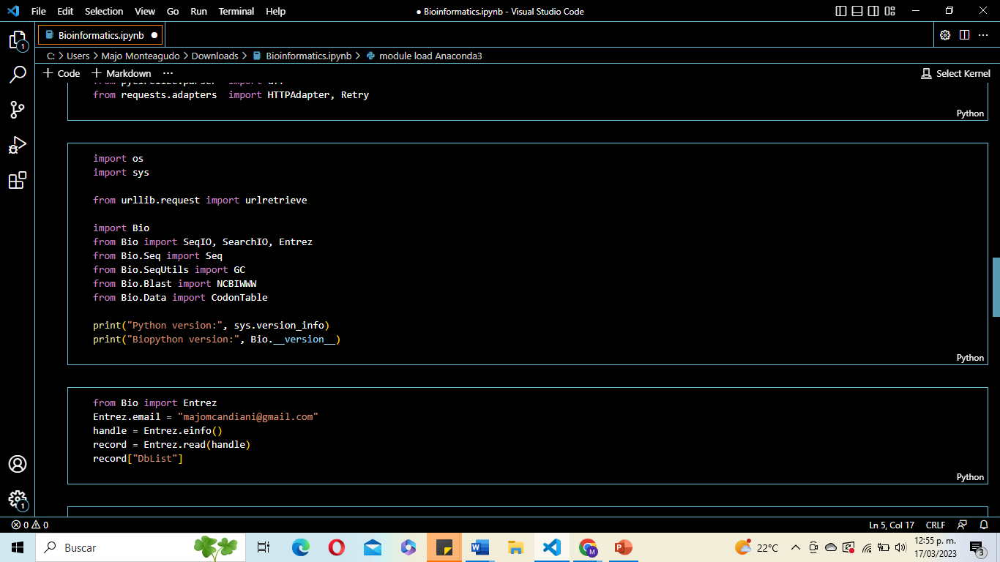 File Edit Selection View Go Run Terminal Help ● Bioinformatics.ipynb - Visual Studio Code
1 Bioinformatics.ipynb
C: > Users > Majo Monteagudo > Downloads > Bioinformatics.ipynb > module load Anaconda3
+ Code + Markdown ··· Select Kernel
import
from requests.adapters  import HTTPAdapter, Retry
Python
import os
import sys
from urllib.request import urlretrieve
import Bio
from Bio import SeqIO, SearchIO, Entrez
from Bio.Seq import Seq
from Bio.SeqUtils import GC
from Bio.Blast import NCBIWWW
from Bio.Data import CodonTable
print("Python version:", sys.version_info)
print("Biopython version:", Bio.__version__)
Python
from Bio import Entrez
Entrez.email = "majomcandiani@gmail.com"
handle = Entrez.einfo()
record = Entrez.read(handle)
record["DbList"]
Python
1
0 0 Ln 5, Col 17 CRLF
Buscar W M P 22°C 12:55 p. m.
17/03/2023 3